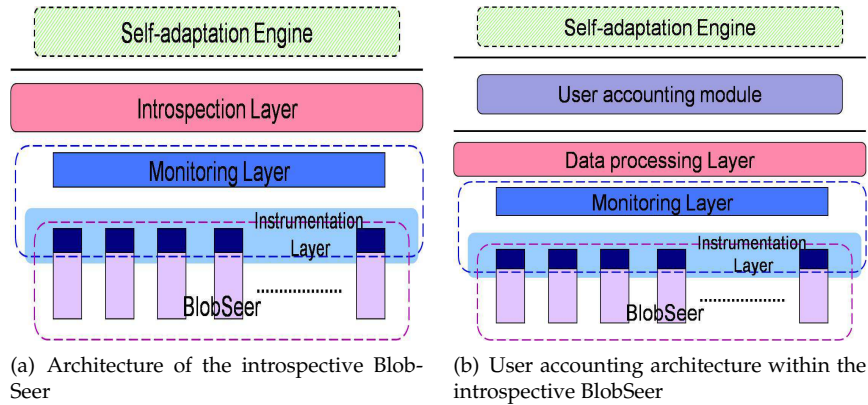 Self-adaptation Engine
Introspection Layer
Monitoring Layer
Instrumentation
Layer
BlobSeer
(a) Architecture of the introspective Blob-
Seer
Self-adaptation Engine
User accounting module
Data processing Layer
Monitoring Layer
Instrumentation
Layer
BlobSeer
(b) User accounting architecture within the
introspective BlobSeer